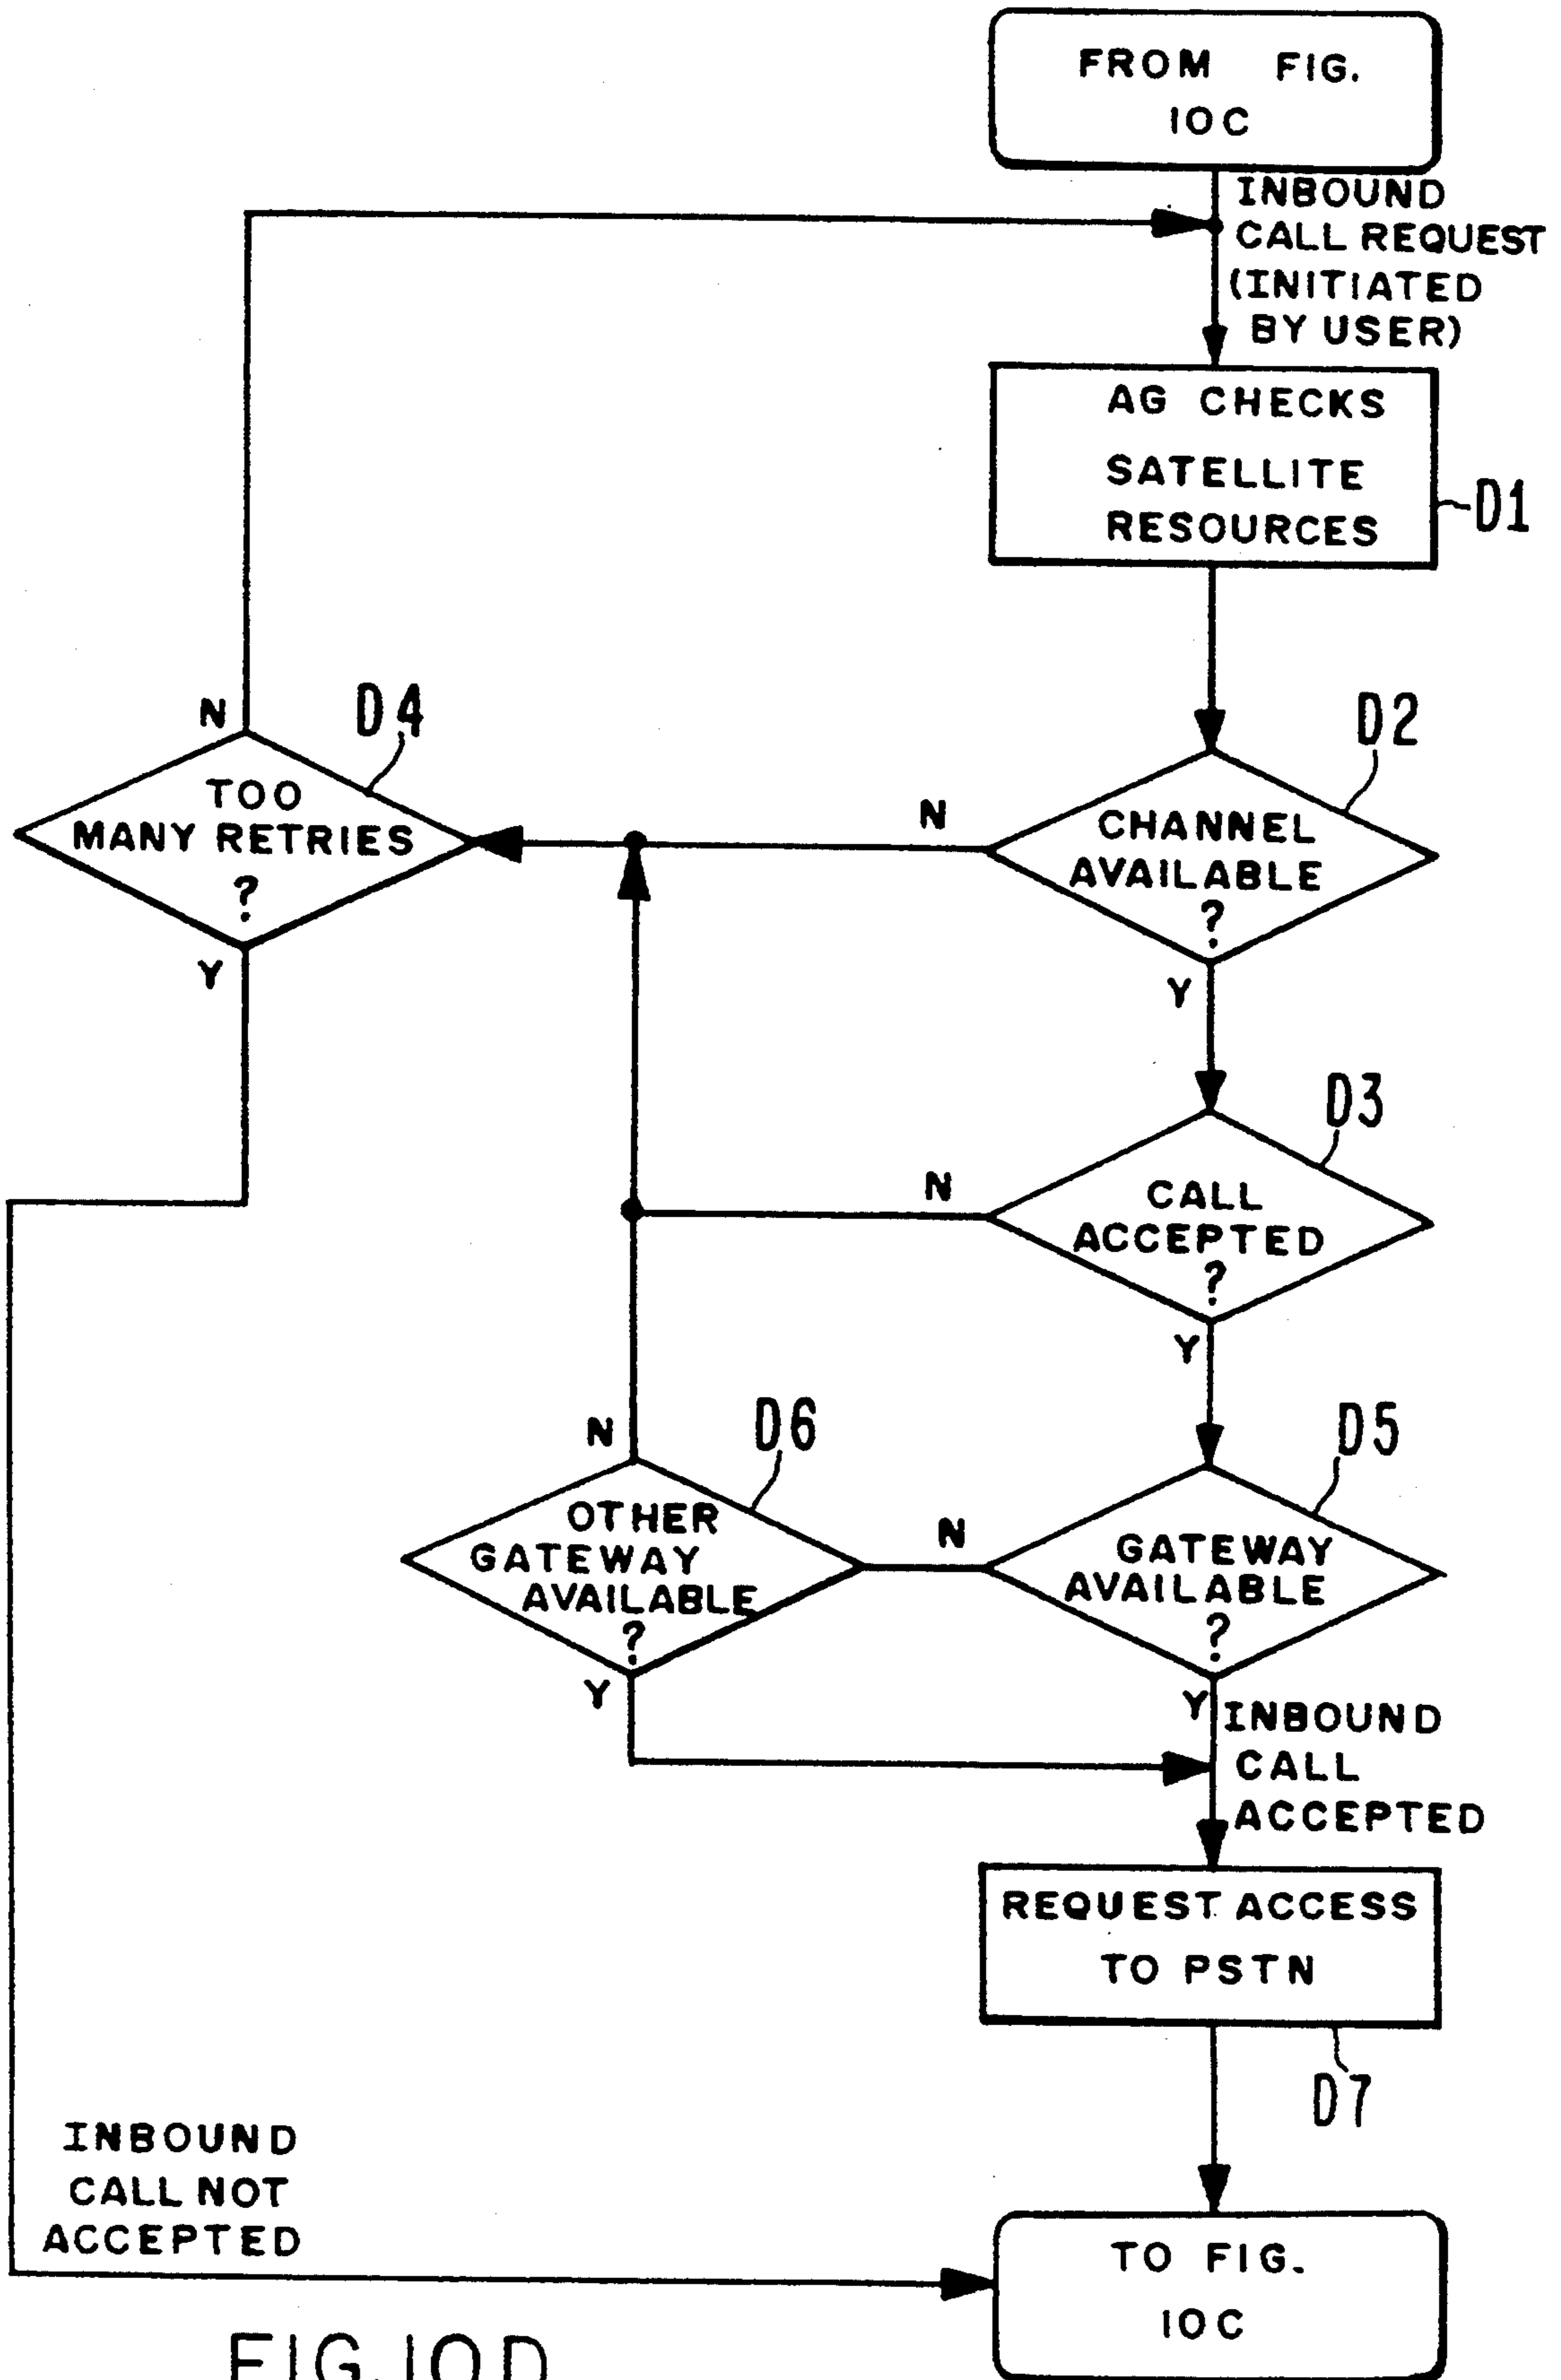 FROM FIG.
10C
INBOUND
CALL REQUEST
(INITIATED
BY USER)
AG CHECKS
SATELLITE
RESOURCES
D1
N
D4
TOO
MANY RETRIES
?
Y
N
D2
CHANNEL
AVAILABLE
?
Y
D3
N
CALL
ACCEPTED
?
Y
N
D6
OTHER
GATEWAY
AVAILABLE
?
Y
N
D5
GATEWAY
AVAILABLE
?
Y
INBOUND
CALL
ACCEPTED
REQUEST ACCESS
TO PSTN
D7
INBOUND
CALL NOT
ACCEPTED
TO FIG.
10C
FIG. 10D